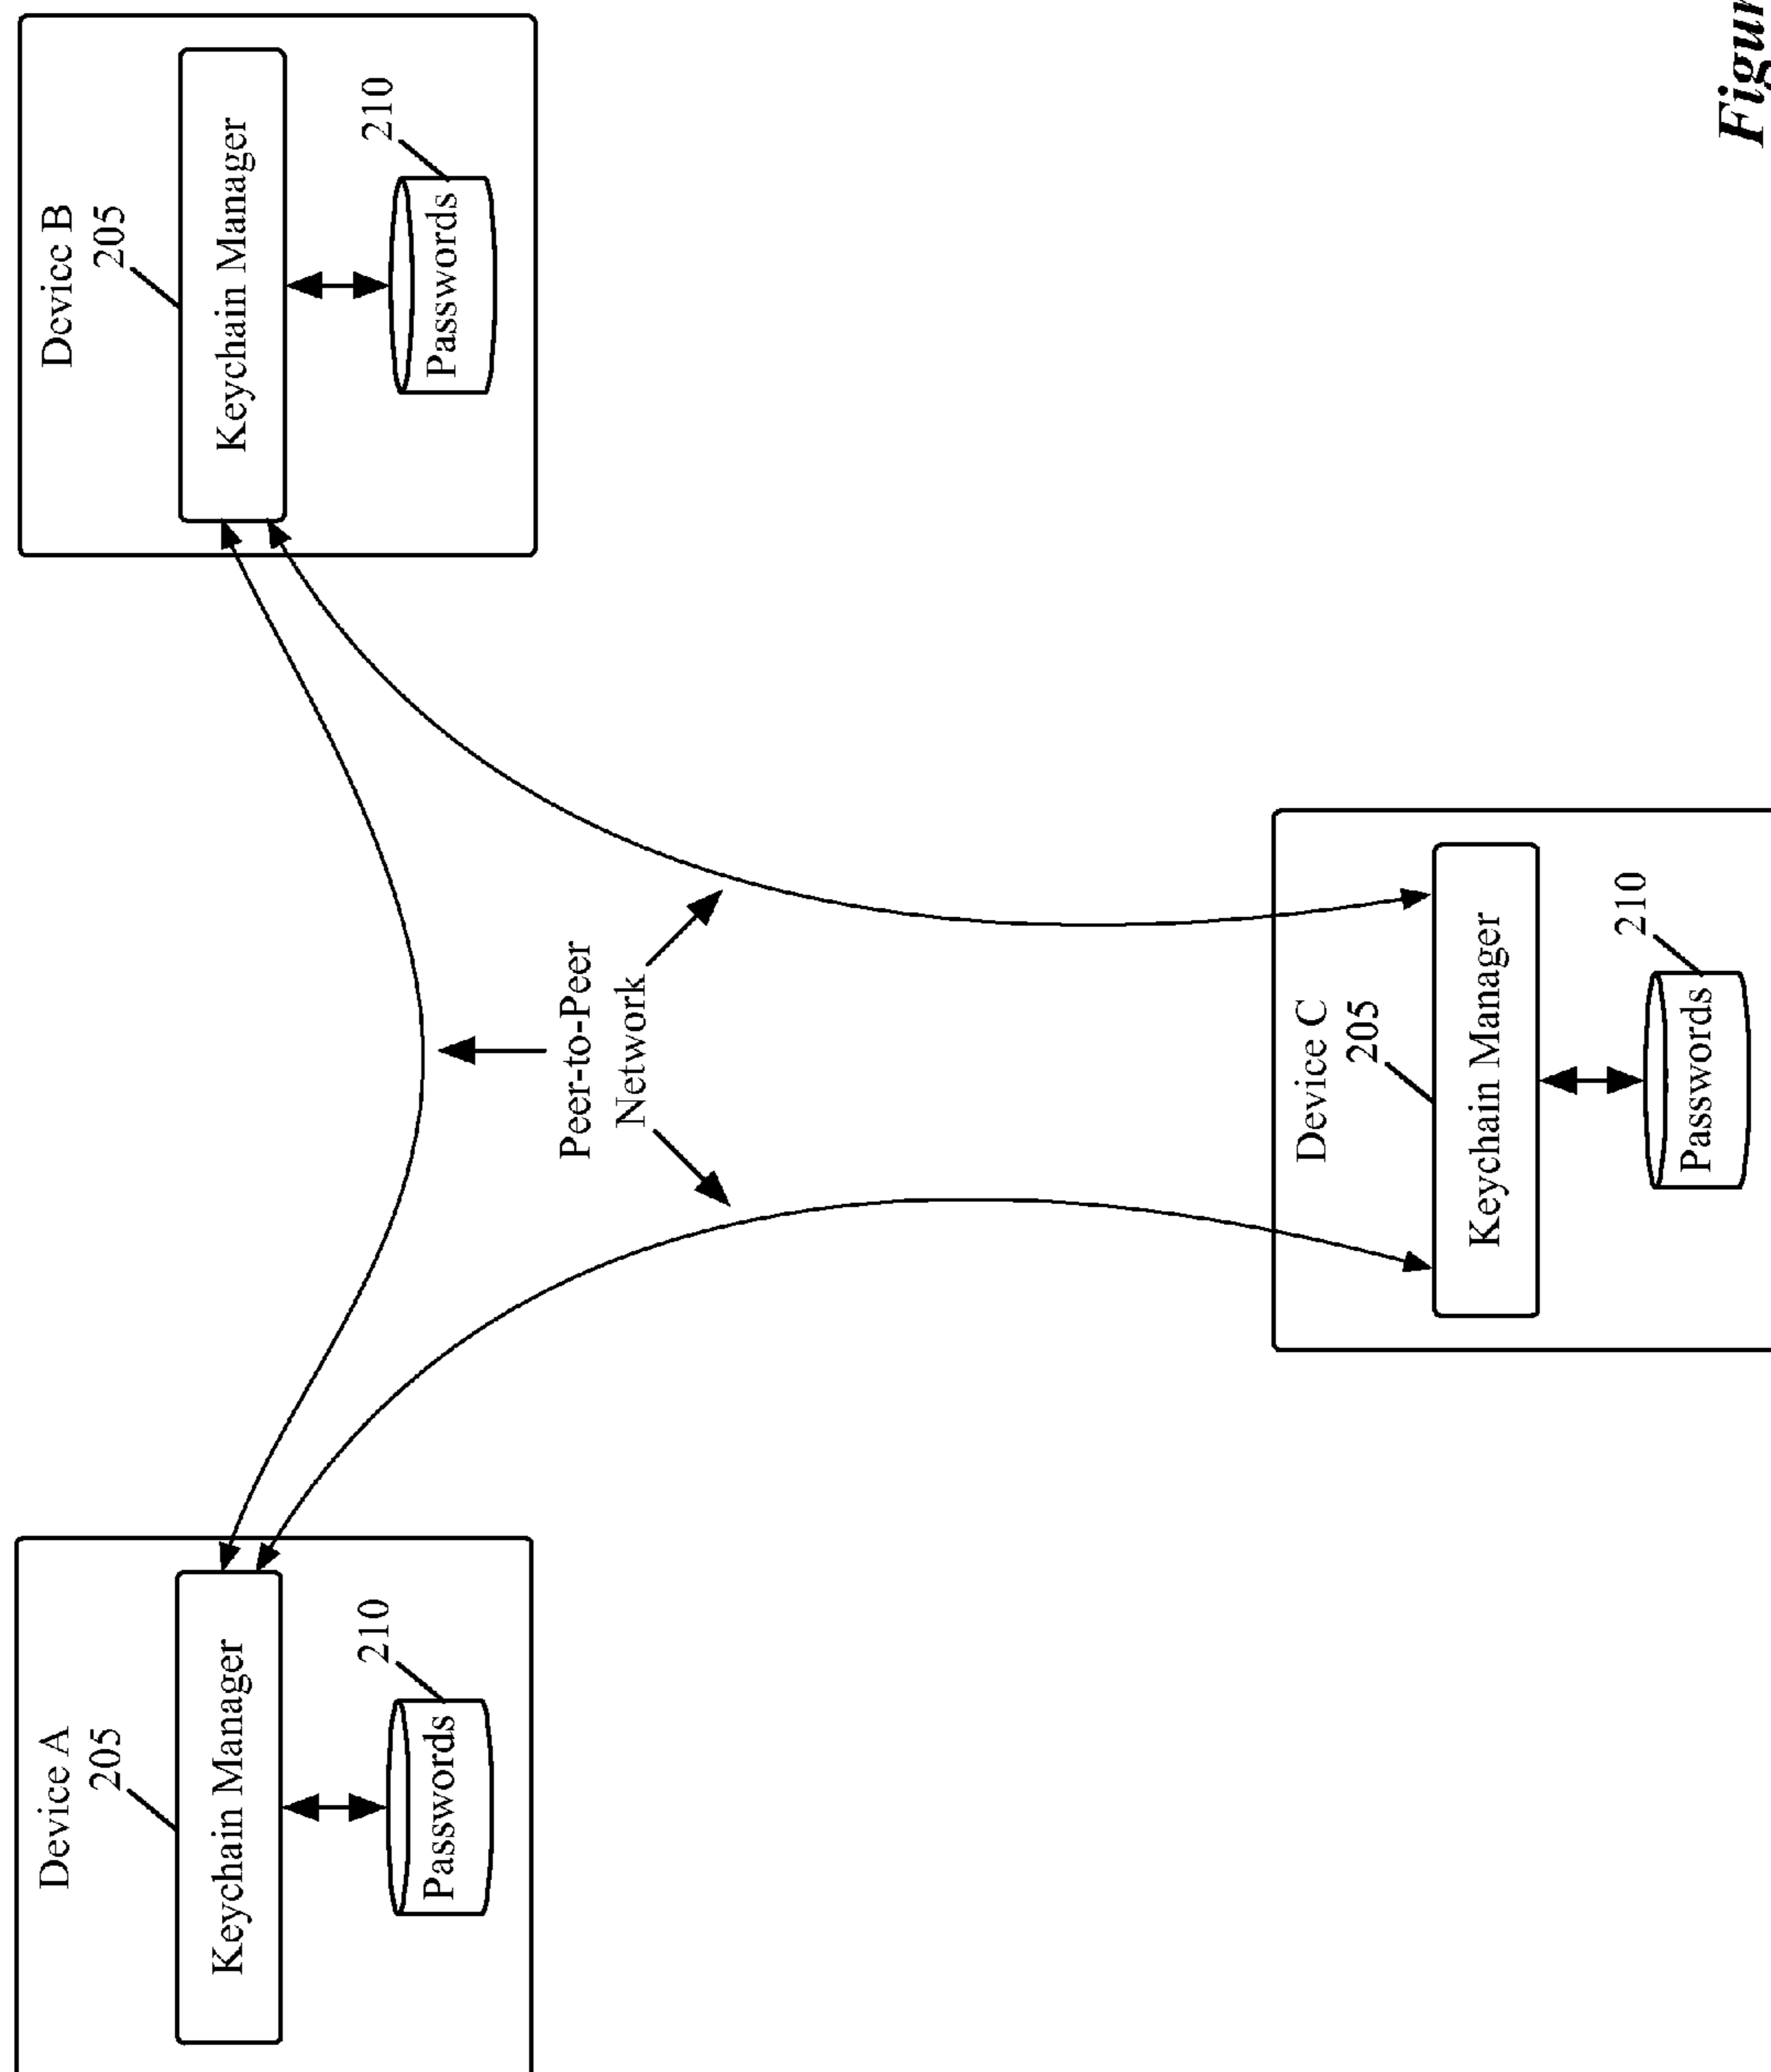 Device A
205
Keychain Manager
210
Passwords
Device B
205
Keychain Manager
210
Passwords
Peer-to-Peer
Network
Device C
205
Keychain Manager
210
Passwords